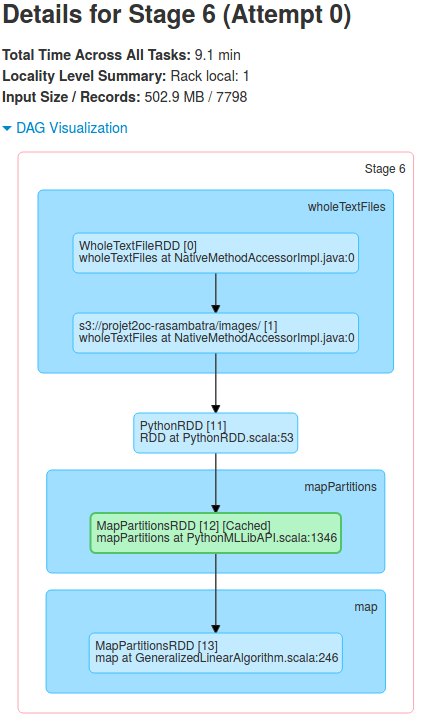 Details for Stage 6 (Attempt 0)
Total Time Across All Tasks: 9.1 min
Locality Level Summary: Rack local: 1
Input Size / Records: 502.9 MB / 7798
DAG Visualization
Stage 6
wholeTextFiles
WholeTextFileRDD [0]
wholeTextFiles at NativeMethodAccessorImpl.java:0
s3://projet2oc-rasambatra/images/ [1]
wholeTextFiles at NativeMethodAccessorImpl.java:0
PythonRDD [11]
RDD at PythonRDD.scala:53
mapPartitions
MapPartitionsRDD [12] [Cached]
mapPartitions at PythonMLLibAPI.scala:1346
map
MapPartitionsRDD [13]
map at GeneralizedLinearAlgorithm.scala:246